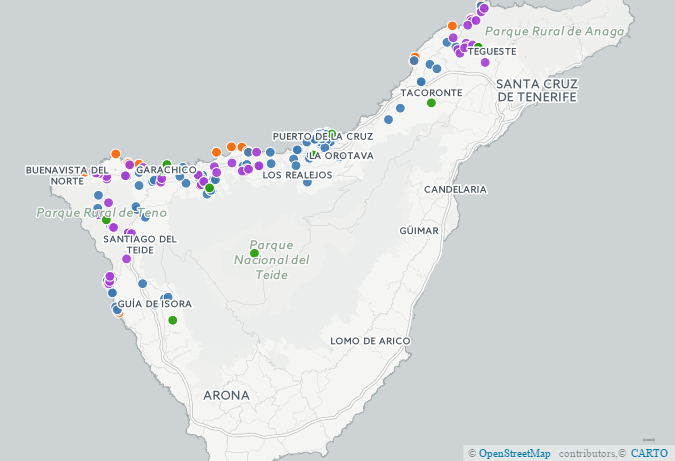 Parque Rural de Anaga
TEGUESTE
SANTA CRUZ
DE TENERIFE
TACORONTE
PUERTO DE LA CRUZ
LA OROTAVA
BUENAVISTA DEL
NORTE
GARACHICO
LOS REALEJOS
CANDELARIA
Parque Rural de Teno
GÜIMAR
SANTIAGO DEL
TEIDE
Parque
Nacional del
Teide
GUÍA DE ISORA
LOMO DE ARICO
ARONA
© OpenStreetMap contributors,© CARTO